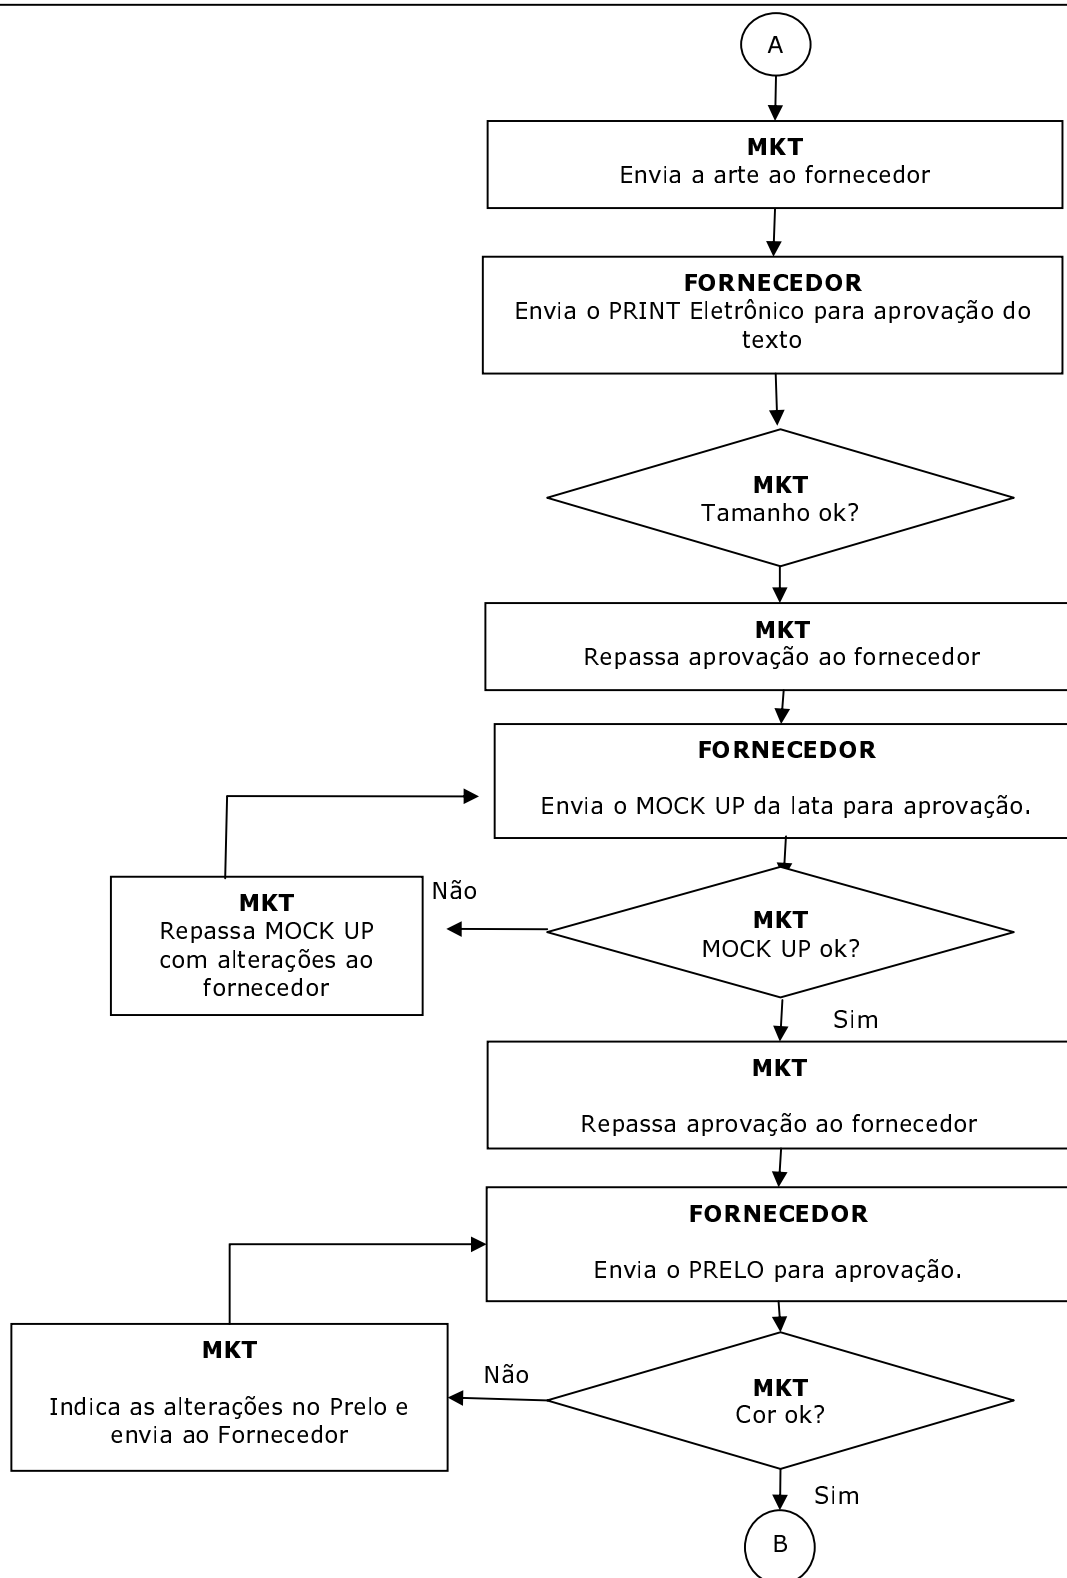 A
MKT
Envia a arte ao fornecedor
FORNECEDOR
Envia o PRINT Eletrônico para aprovação do
texto
MKT
Tamanho ok?
MKT
Repassa aprovação ao fornecedor
FORNECEDOR
Envia o MOCK UP da lata para aprovação.
Não
MKT
Repassa MOCK UP
com alterações ao
fornecedor
MKT
MOCK UP ok?
Sim
MKT
Repassa aprovação ao fornecedor
FORNECEDOR
Envia o PRELO para aprovação.
MKT
Indica as alterações no Prelo e
envia ao Fornecedor
Não
MKT
Cor ok?
Sim
B